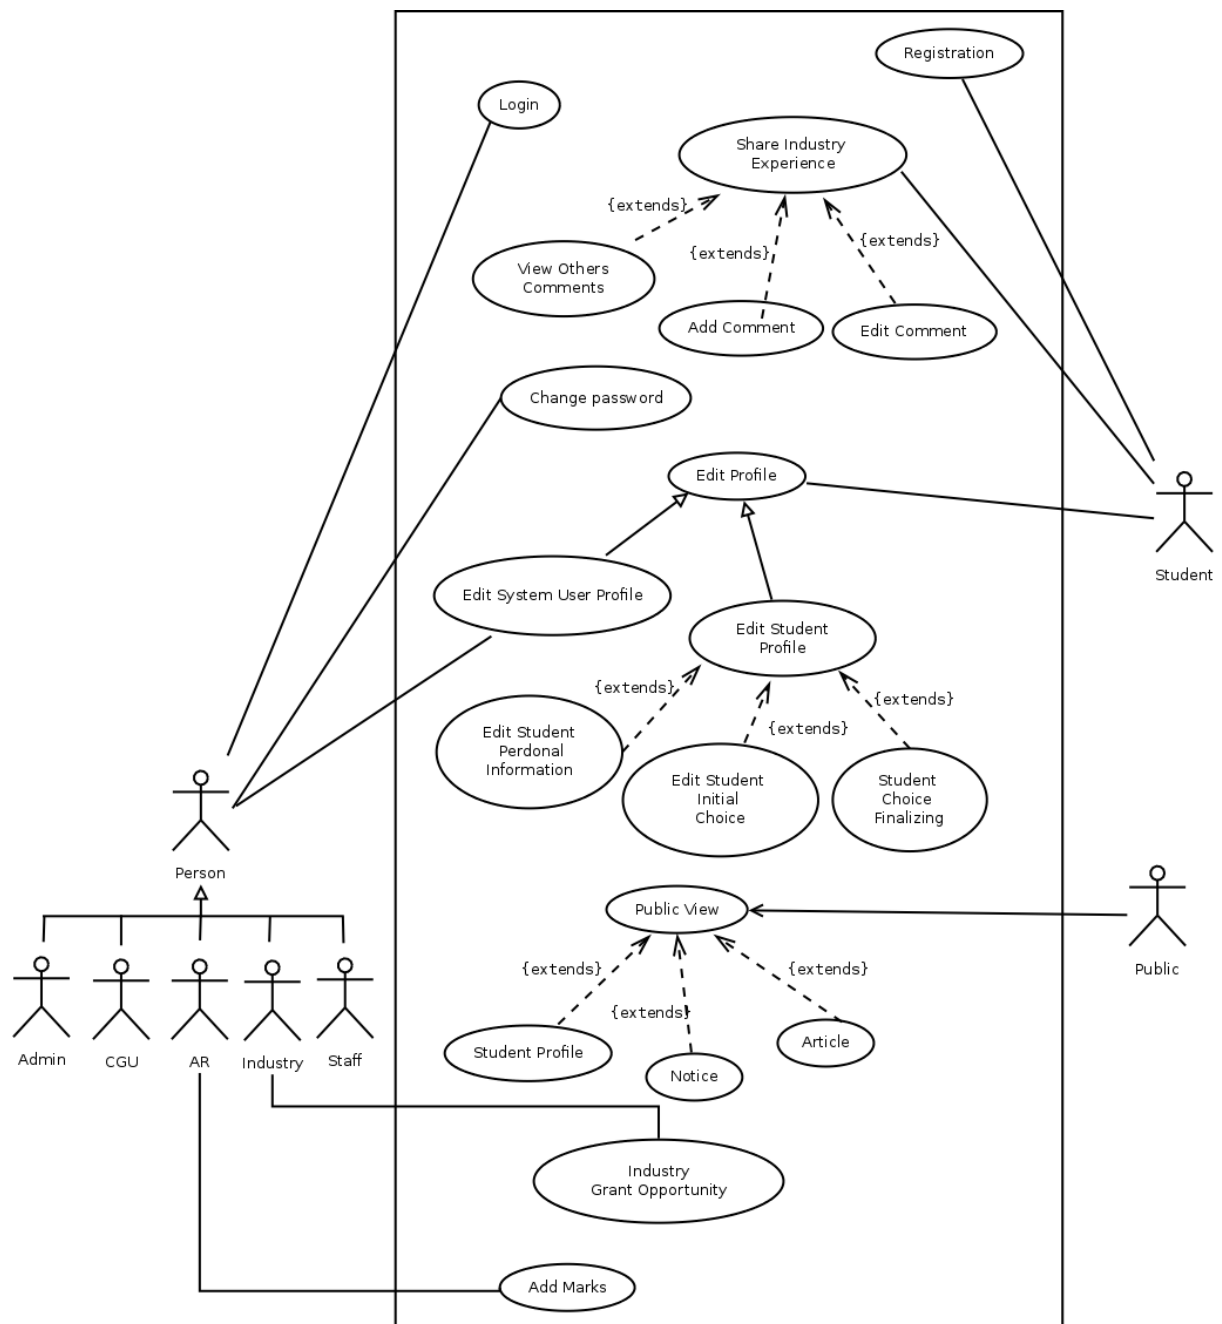 Registration
Login
Share Industry
Experience
{extends}
{extends}
{extends}
View Others
Comments
Add Comment
Edit Comment
Change password
Edit Profile
Student
Edit System User Profile
Edit Student
Profile
{extends}
{extends}
{extends}
Edit Student
Perdonal
Information
Edit Student
Initial
Choice
Student
Choice
Finalizing
Person
Public View
Public
{extends}
{extends}
{extends}
Student Profile
Notice
Article
Admin
CGU
AR
Industry
Staff
Industry
Grant Opportunity
Add Marks